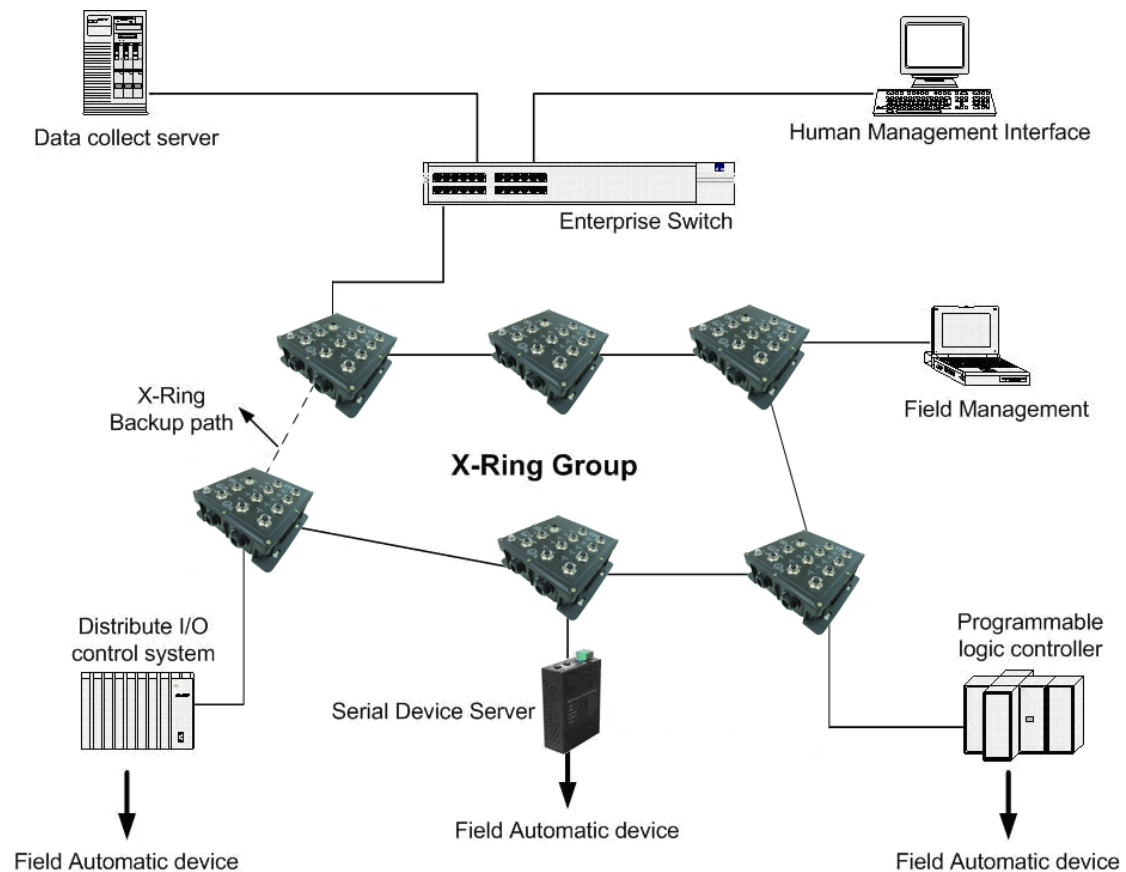 Data collect server
Human Management Interface
Enterprise Switch
X-Ring
Backup path
Field Management
X-Ring Group
Distribute I/O
control system
Serial Device Server
Programmable
logic controller
Field Automatic device
Field Automatic device
Field Automatic device